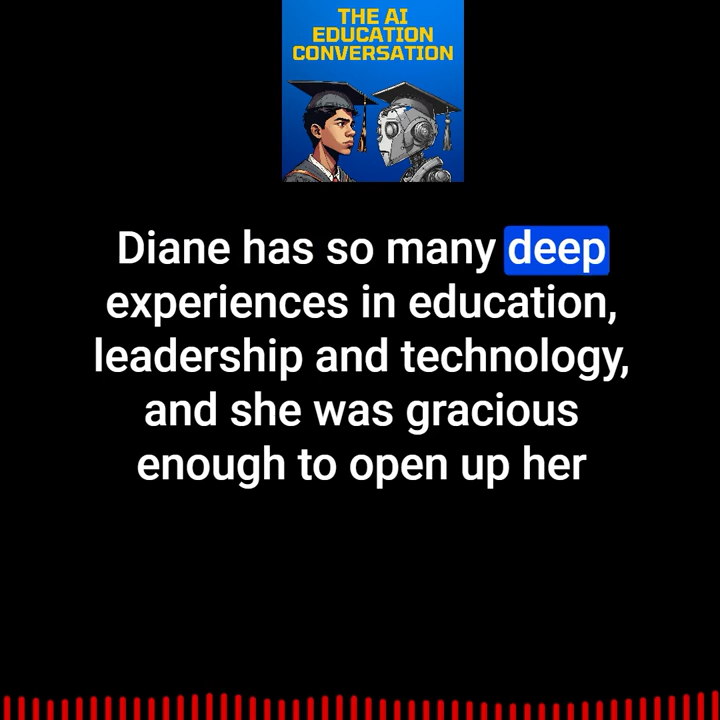 THE AI
EDUCATION
CONVERSATION
Diane has so many deep
experiences in education,
leadership and technology,
and she was gracious
enough to open up her